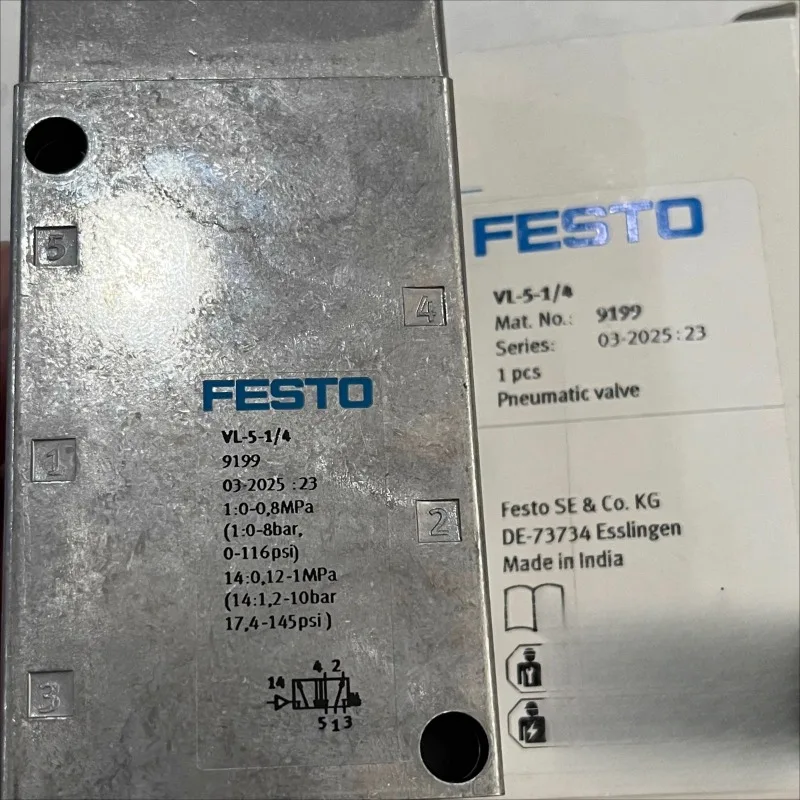 5
4
1
2
3
FESTO
VL-5-1/4
9199
03-2025 :23
1:0-0,8MPa
(1:0-8bar,
0-116psi)
14:0,12-1MPa
(14:1,2-10bar
17,4-145psi )
4 2
14
5 1 3
FESTO
VL-5-1/4
Mat. No.: 9199
Series: 03-2025:23
1 pcs
Pneumatic valve
Festo SE & Co. KG
DE-73734 Esslingen
Made in India